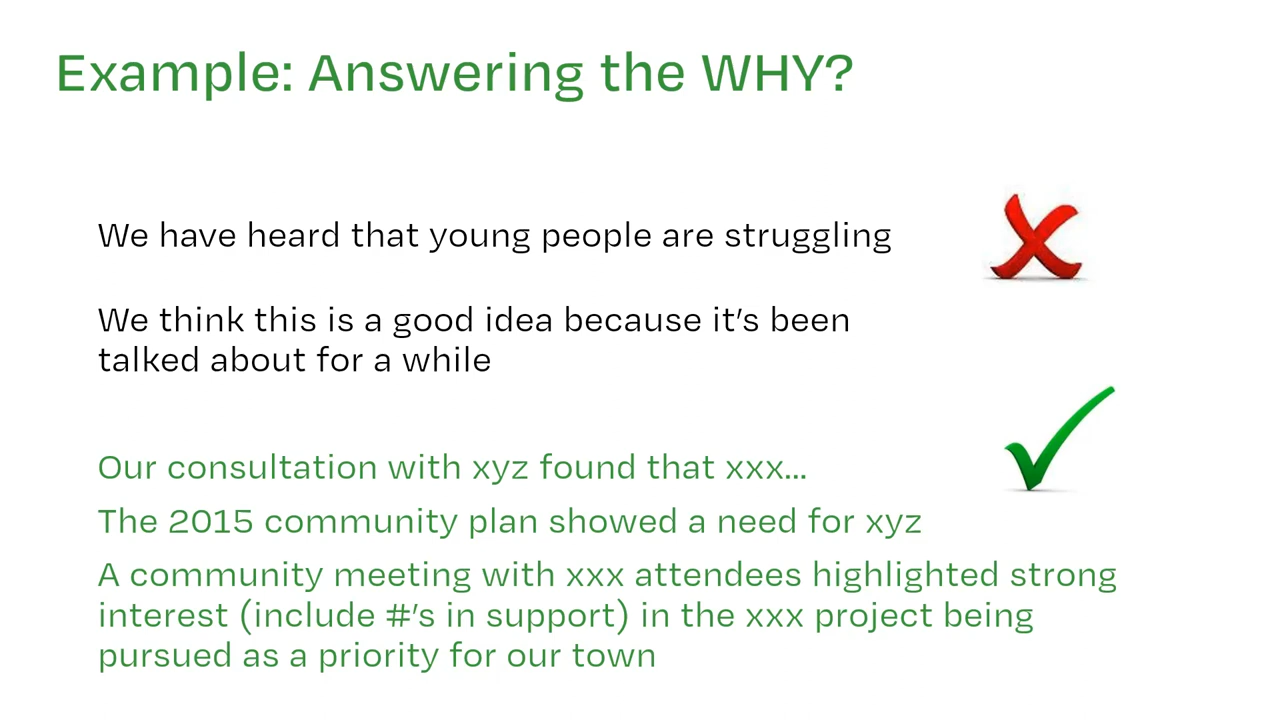 Example: Answering the WHY?
We have heard that young people are struggling
We think this is a good idea because it's been
talked about for a while
Our consultation with xyz found that xxx...
The 2015 community plan showed a need for xyz
A community meeting with xxx attendees highlighted strong
interest (include #'s in support) in the xxx project being
pursued as a priority for our town